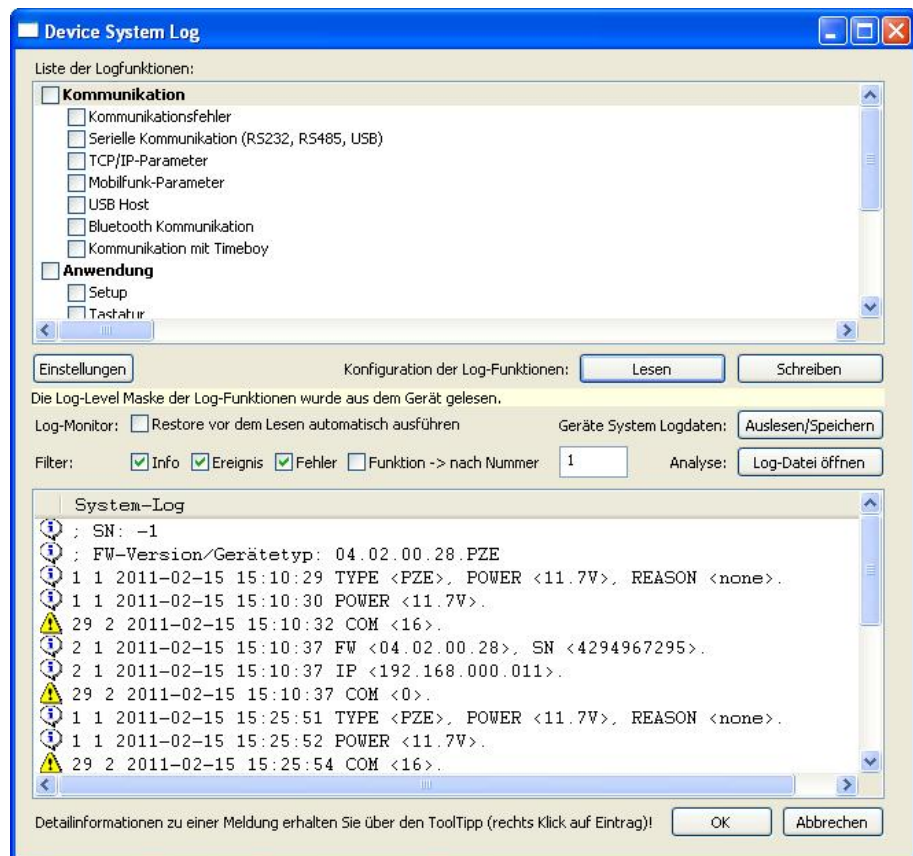 Device System Log
Liste der Logfunktionen:
Kommunikation
Kommunikationsfehler
Serielle Kommunikation (RS232, RS485, USB)
TCP/IP-Parameter
Mobilfunk-Parameter
USB Host
Bluetooth Kommunikation
Kommunikation mit Timeboy
Anwendung
Setup
Tastatur
Einstellungen Konfiguration der Log-Funktionen: Lesen Schreiben
Die Log-Level Maske der Log-Funktionen wurde aus dem Gerät gelesen.
Log-Monitor: Restore vor dem Lesen automatisch ausführen Geräte System Logdaten: Auslesen/Speichern
Filter: Info Ereignis Fehler Funktion -> nach Nummer 1 Analyse: Log-Datei öffnen
System-Log
; SN: -1
; FW-Version/Gerätetyp: 04.02.00.28.PZE
1 1 2011-02-15 15:10:29 TYPE <PZE>, POWER <11.7V>, REASON <none>.
1 1 2011-02-15 15:10:30 POWER <11.7V>.
29 2 2011-02-15 15:10:32 COM <16>.
2 1 2011-02-15 15:10:37 FW <04.02.00.28>, SN <4294967295>.
2 1 2011-02-15 15:10:37 IP <192.168.000.011>.
29 2 2011-02-15 15:10:37 COM <0>.
1 1 2011-02-15 15:25:51 TYPE <PZE>, POWER <11.7V>, REASON <none>.
1 1 2011-02-15 15:25:52 POWER <11.7V>.
29 2 2011-02-15 15:25:54 COM <16>.
Detailinformationen zu einer Meldung erhalten Sie über den ToolTipp (rechts Klick auf Eintrag)! OK Abbrechen